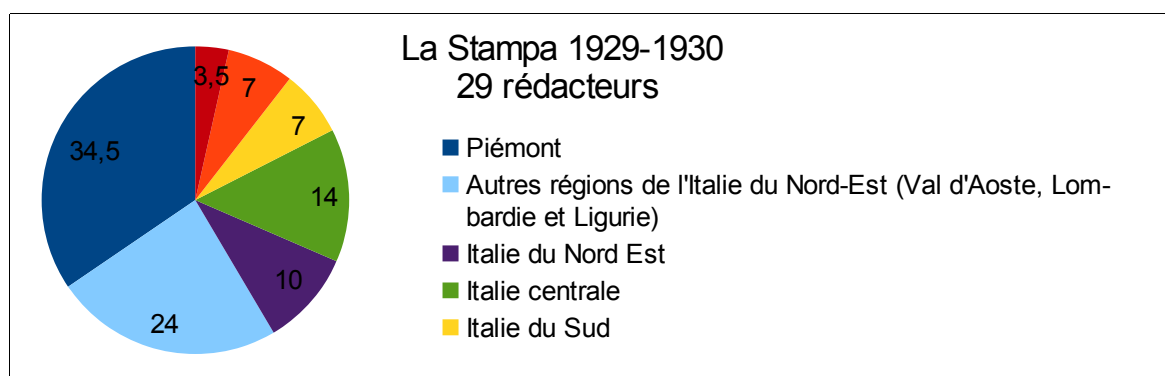 La Stampa 1929-1930
29 rédacteurs
3,5
7
7
34,5
14
10
24
Piémont
Autres régions de l'Italie du Nord-Est (Val d'Aoste, Lom-
bardie et Ligurie)
Italie du Nord Est
Italie centrale
Italie du Sud